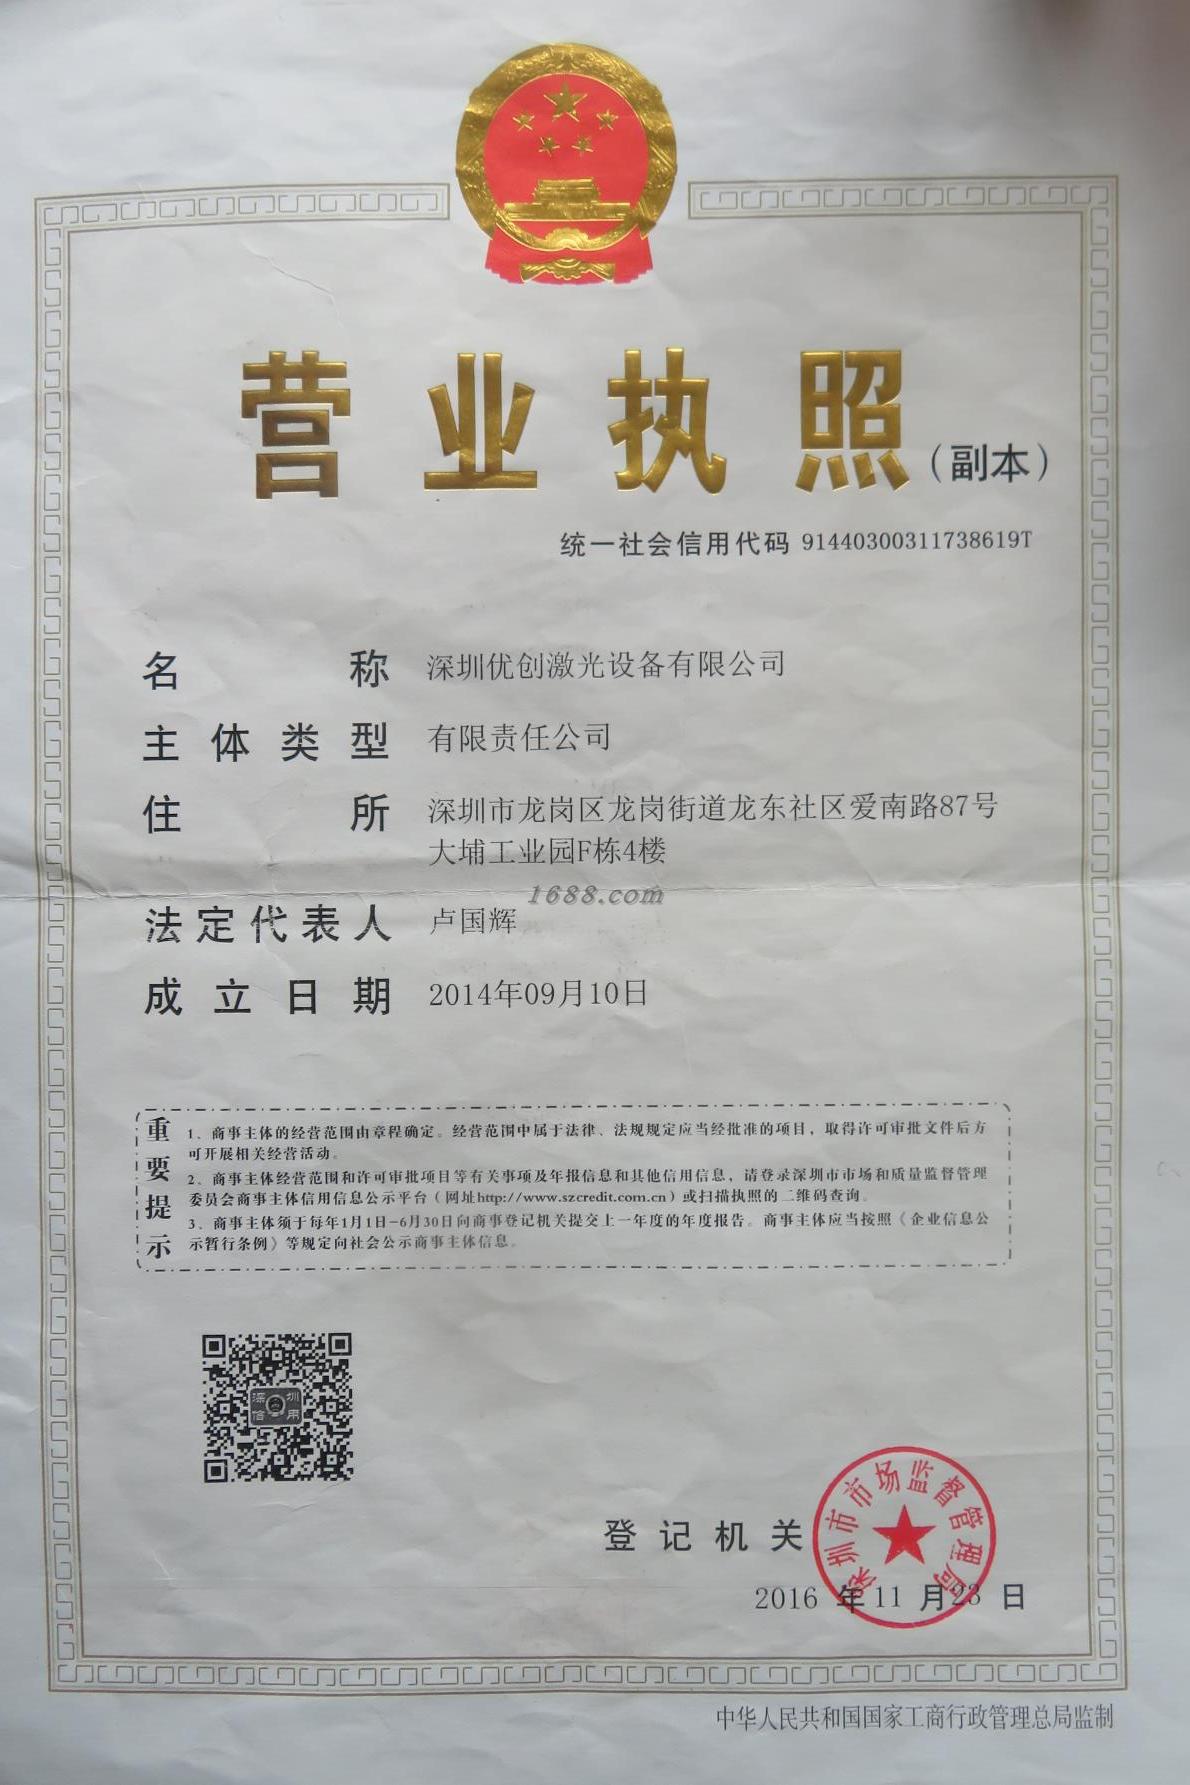 营业执照(副本)
统一社会信用代码 91440300311738619T
名称 深圳优创激光设备有限公司
主体类型 有限责任公司
住所 深圳市龙岗区龙岗街道龙东社区爱南路87号
大埔工业园F栋4楼
1688.com
法定代表人 卢国辉
成立日期 2014年09月10日
重要提示
1、商事主体的经营范围由章程确定。经营范围中属于法律、法规规定应当经批准的项目，取得许可审批文件后方
可开展相关经营活动。
2、商事主体经营范围和许可审批项目等有关事项及年报信息和其他信用信息，请登录深圳市市场和质量监督管理
委员会商事主体信用信息公示平台（网址http://www.szcredit.com.cn）或扫描执照的二维码查询。
3、商事主体须于每年1月1日-6月30日向商事登记机关提交上一年度的年度报告。商事主体应当按照《企业信息公
示暂行条例》等规定向社会公示商事主体信息。
深圳
信用
登记机关
深圳市市场监督管理局
2016 年 11 月 23 日
中华人民共和国国家工商行政管理总局监制